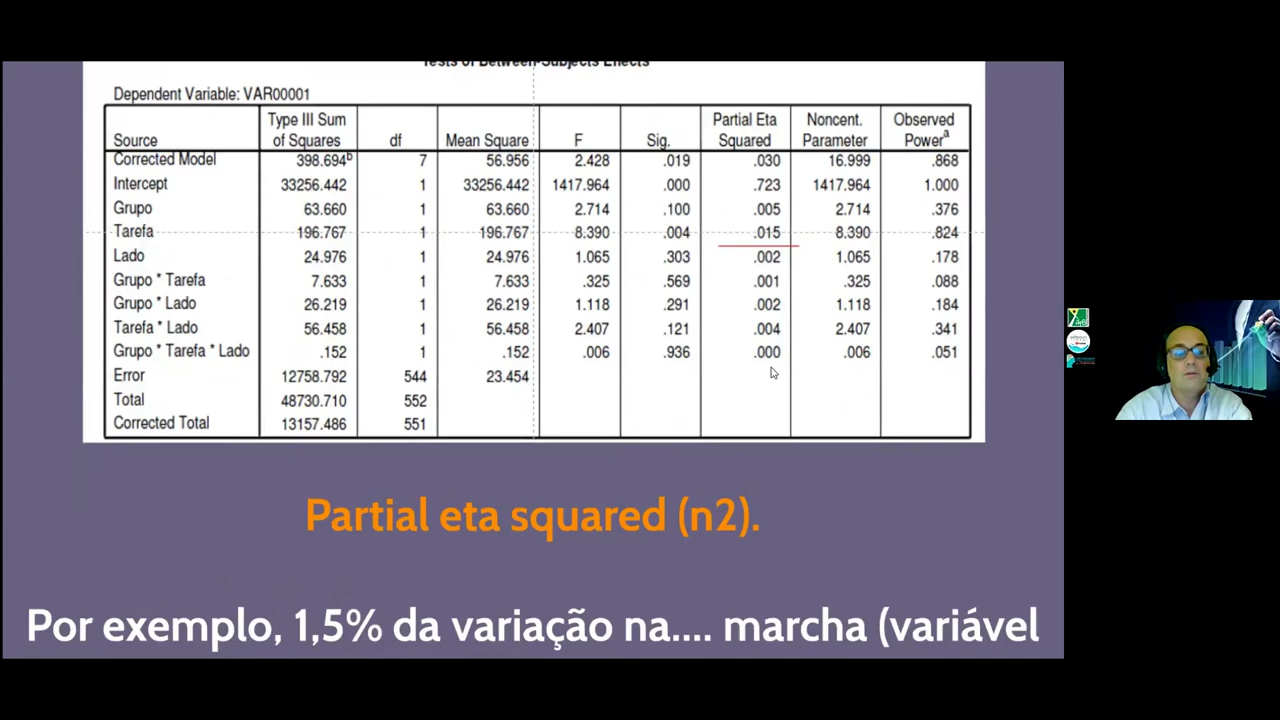 Tests of Between-Subjects Effects
Dependent Variable: VAR00001
Source Type III Sum of Squares df Mean Square F Sig. Partial Eta Squared Noncent. Parameter Observed Power a
Corrected Model 398.694b 7 56.956 2.428 .019 .030 16.999 .868
Intercept 33256.442 1 33256.442 1417.964 .000 .723 1417.964 1.000
Grupo 63.660 1 63.660 2.714 .100 .005 2.714 .376
Tarefa 196.767 1 196.767 8.390 .004 .015 8.390 .824
Lado 24.976 1 24.976 1.065 .303 .002 1.065 .178
Grupo * Tarefa 7.633 1 7.633 .325 .569 .001 .325 .088
Grupo * Lado 26.219 1 26.219 1.118 .291 .002 1.118 .184
Tarefa * Lado 56.458 1 56.458 2.407 .121 .004 2.407 .341
Grupo * Tarefa * Lado .152 1 .152 .006 .936 .000 .006 .051
Error 12758.792 544 23.454
Total 48730.710 552
Corrected Total 13157.486 551
Partial eta squared (n2).
Por exemplo, 1,5% da variação na.... marcha (variável